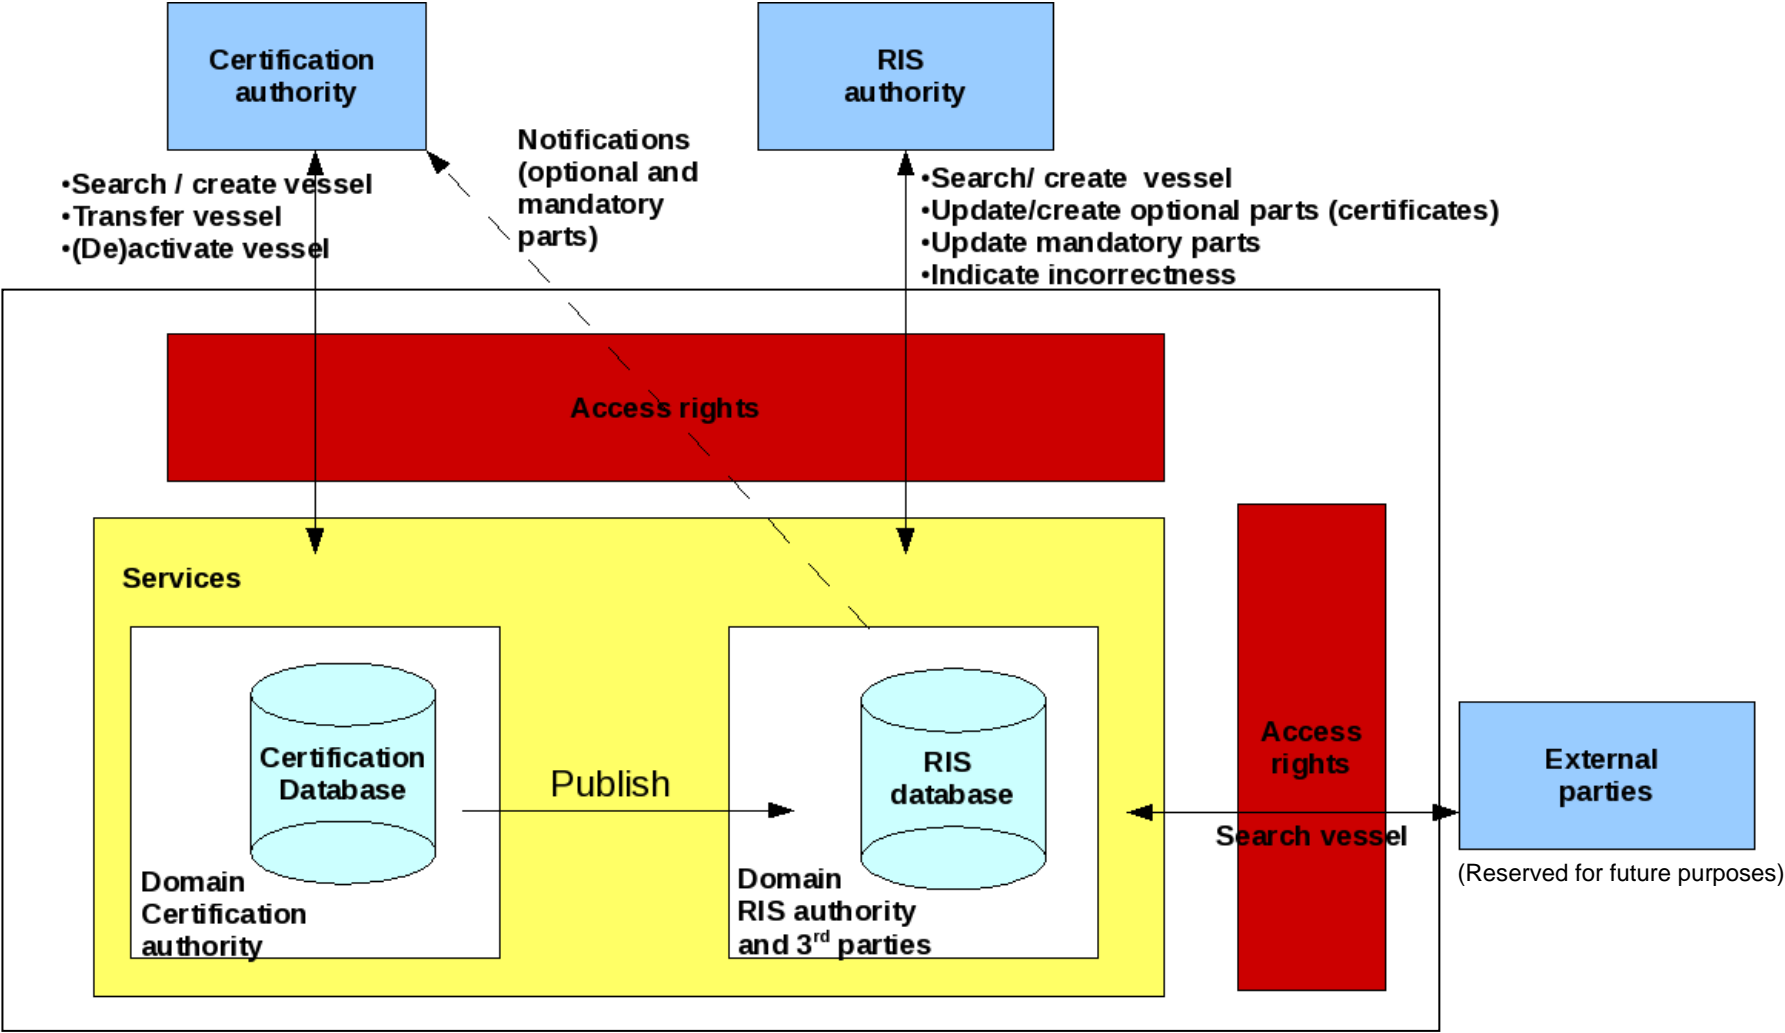 Certification
authority
RIS
authority
Notifications
(optional and
mandatory
parts)
•Search / create vessel
•Transfer vessel
•(De)activate vessel
•Search/ create  vessel
•Update/create optional parts (certificates)
•Update mandatory parts
•Indicate incorrectness
Access rights
Services
Certification
Database
Publish
RIS
database
Domain
Certification
authority
Domain
RIS authority
and 3rd parties
Access
rights
Search vessel
External
parties
(Reserved for future purposes)